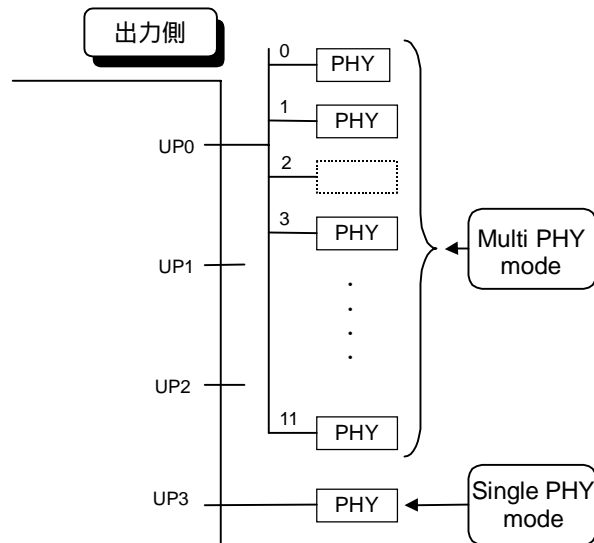 出力側
0
PHY
1
PHY
UP0
2
3
PHY
Multi PHY
mode
UP1
UP2
11
PHY
UP3
PHY
Single PHY
mode